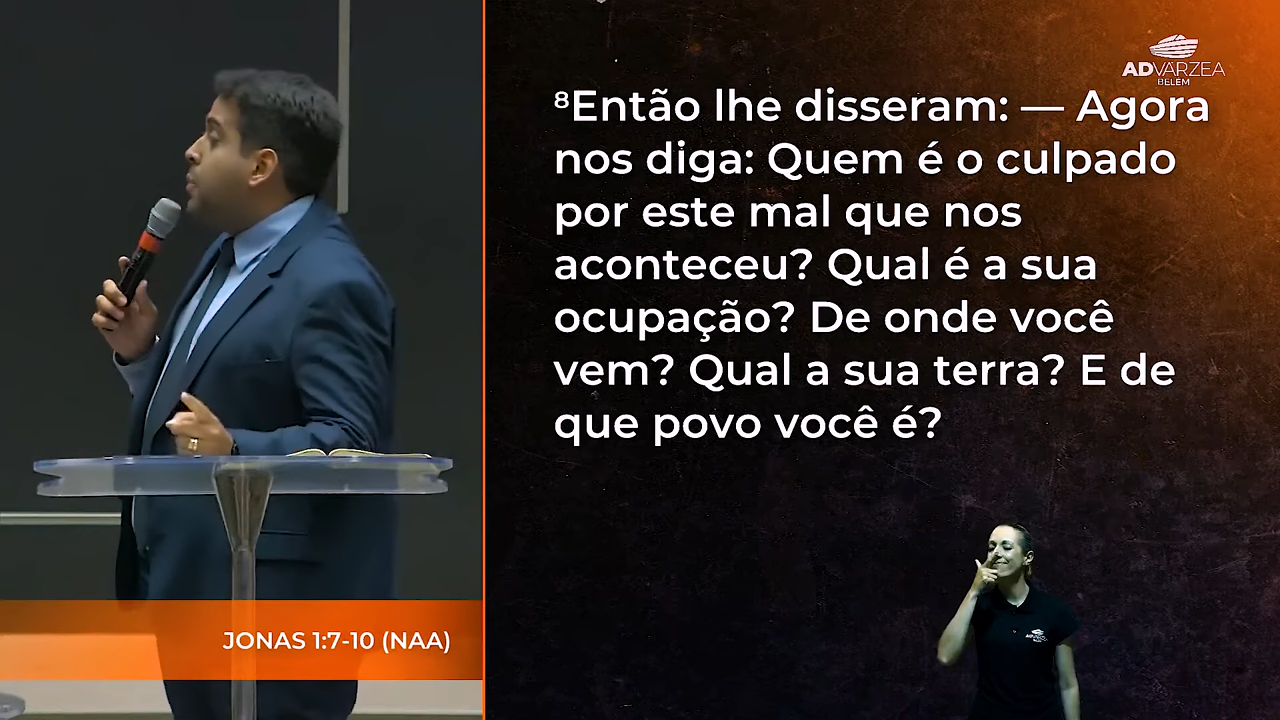 ADVARZEA
BELÉM
⁸Então lhe disseram: — Agora
nos diga: Quem é o culpado
por este mal que nos
aconteceu? Qual é a sua
ocupação? De onde você
vem? Qual a sua terra? E de
que povo você é?
JONAS 1:7-10 (NAA)